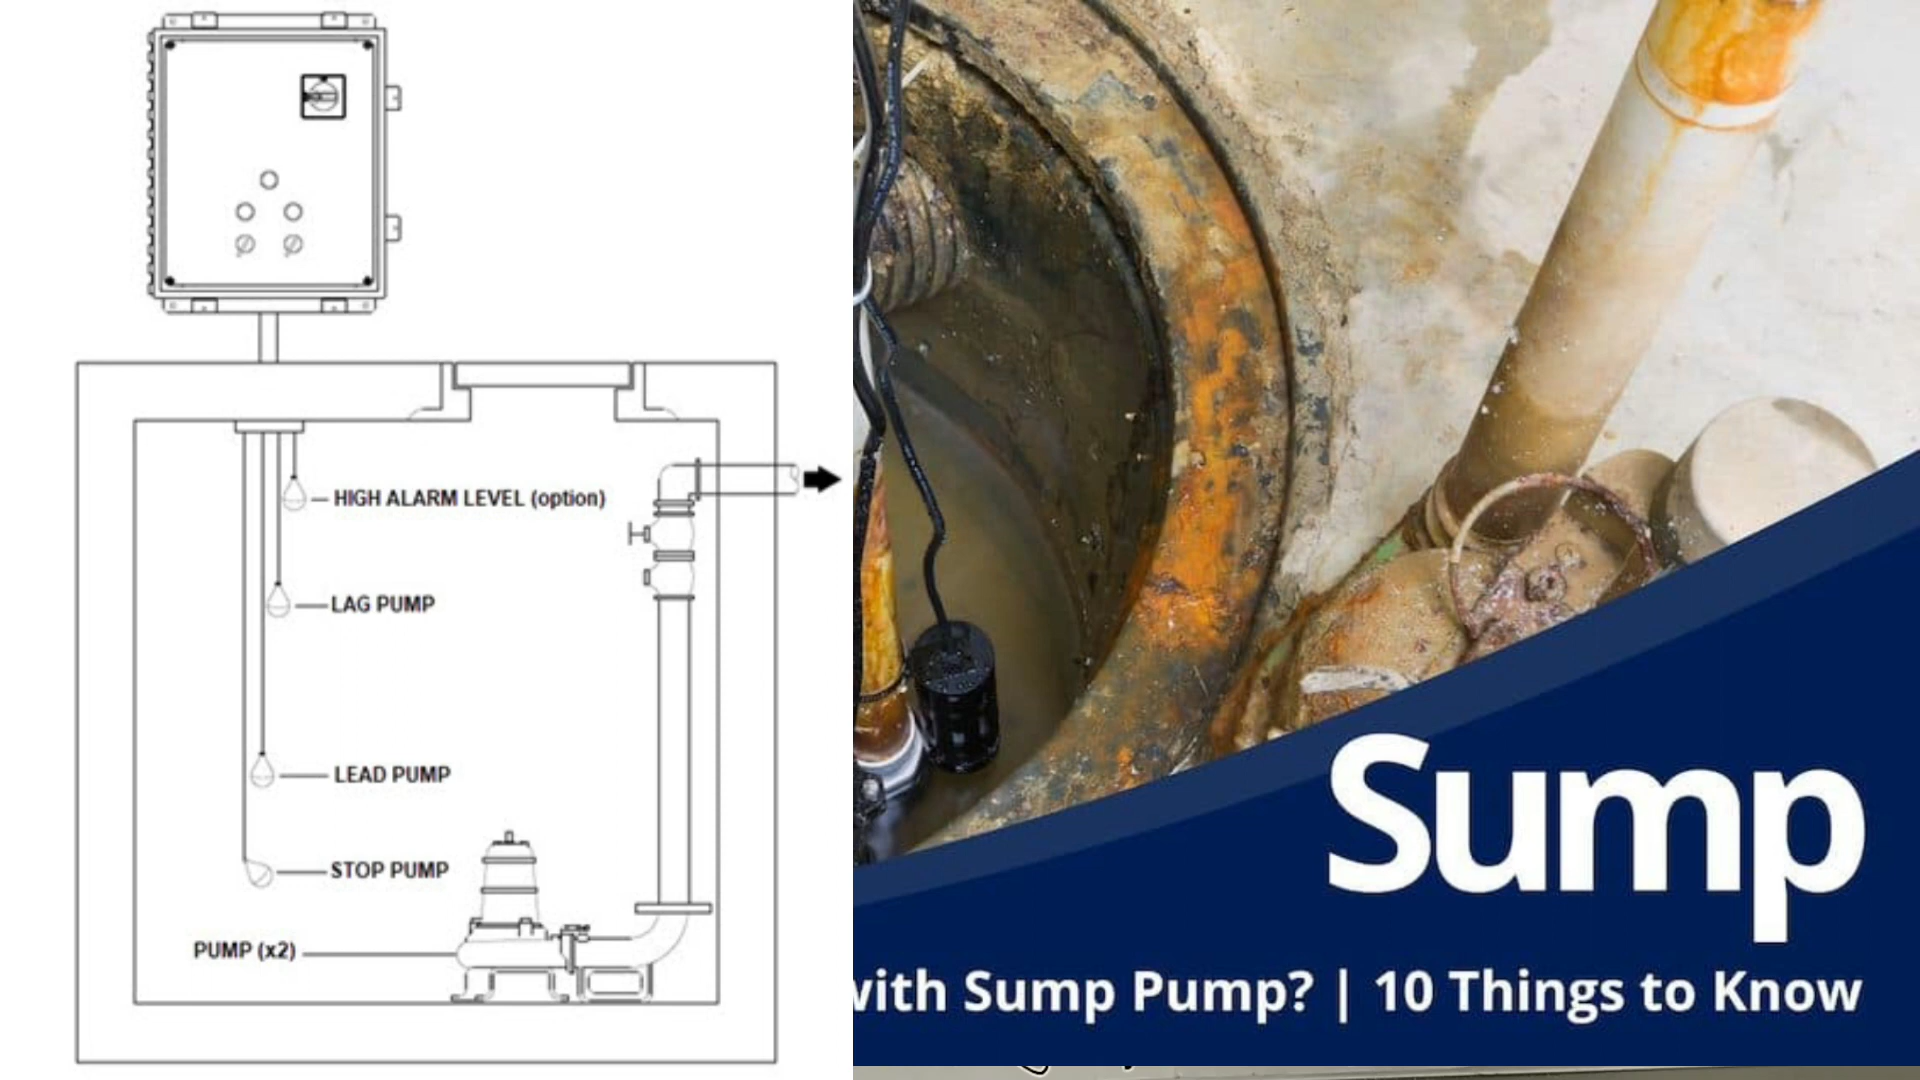 HIGH ALARM LEVEL (option)
LAG PUMP
LEAD PUMP
STOP PUMP
PUMP (x2)
Sump
with Sump Pump? | 10 Things to Know